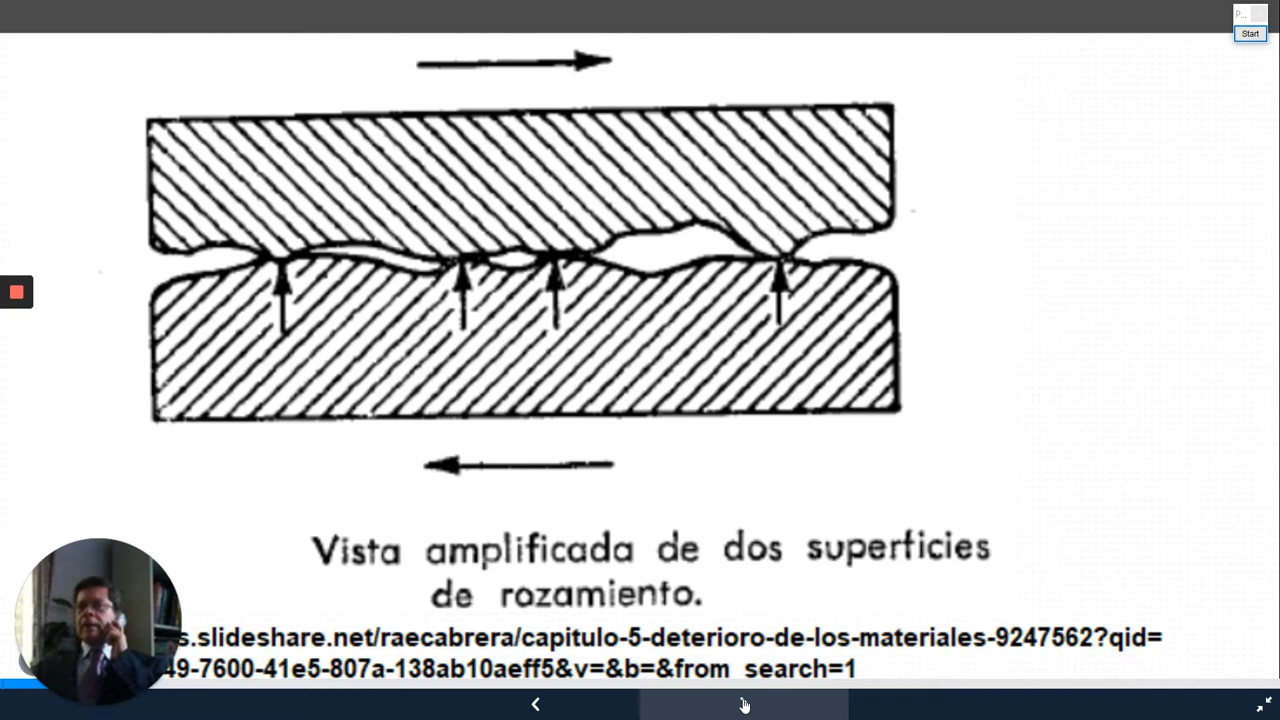 P...
Start
Vista amplificada de dos superficies
de rozamiento.
s.slideshare.net/raecabrera/capitulo-5-deterioro-de-los-materiales-9247562?qid=
49-7600-41e5-807a-138ab10aeff5&v=&b=&from_search=1